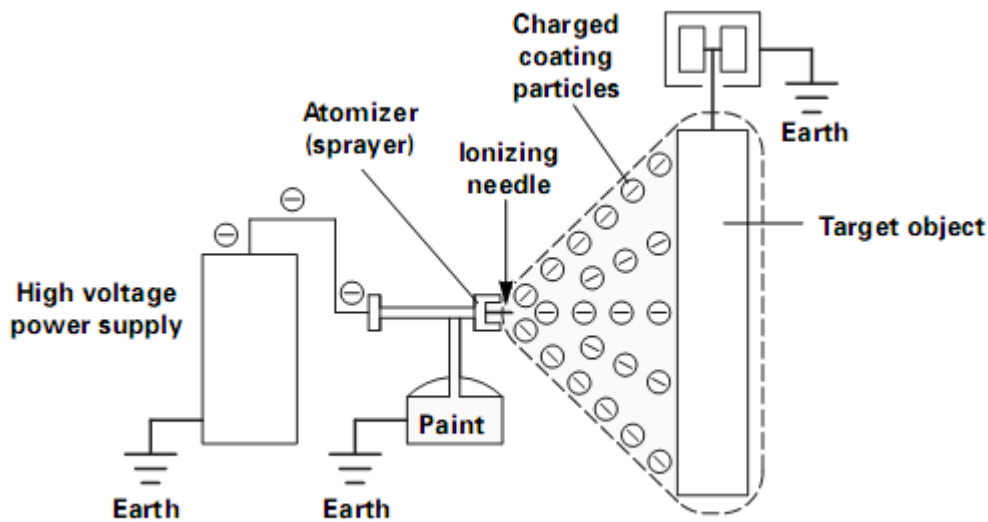 Charged
coating
particles
Atomizer
(sprayer)
Ionizing
needle
Earth
Target object
High voltage
power supply
Paint
Earth
Earth